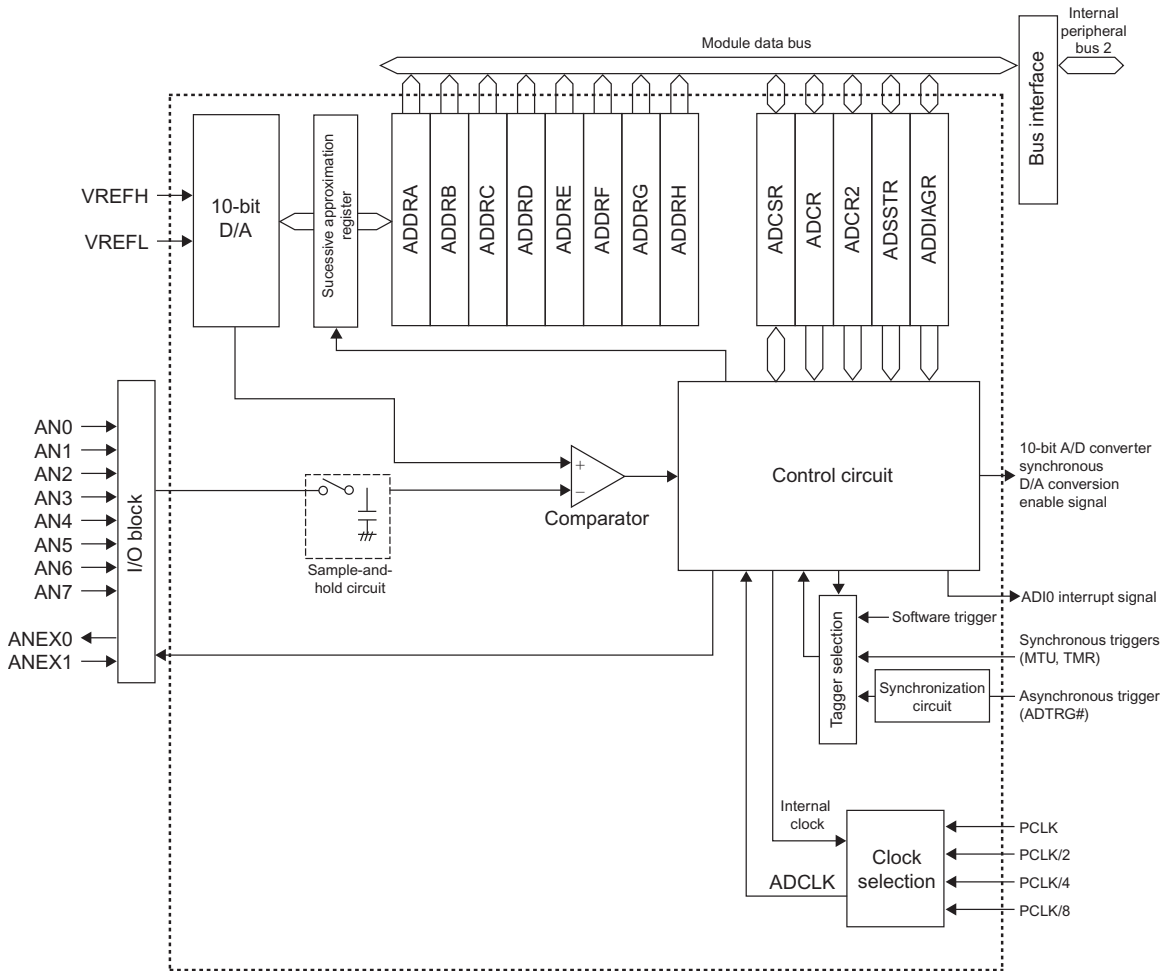 Internal
peripheral
bus 2
Module data bus
Bus interface
VREFH
VREFL
10-bit
D/A
Sucessive approximation
register
ADDRA
ADDRB
ADDRC
ADDRD
ADDRE
ADDRF
ADDRG
ADDRH
ADCSR
ADCR
ADCR2
ADSSTR
ADDIAGR
AN0
AN1
AN2
AN3
AN4
AN5
AN6
AN7
ANEX0
ANEX1
I/O block
Sample-and-
hold circuit
+
−
Comparator
Control circuit
10-bit A/D converter
synchronous
D/A conversion
enable signal
ADI0 interrupt signal
Tagger selection
Software trigger
Synchronous triggers
(MTU, TMR)
Synchronization
circuit
Asynchronous trigger
(ADTRG#)
Internal
clock
ADCLK
Clock
selection
PCLK
PCLK/2
PCLK/4
PCLK/8